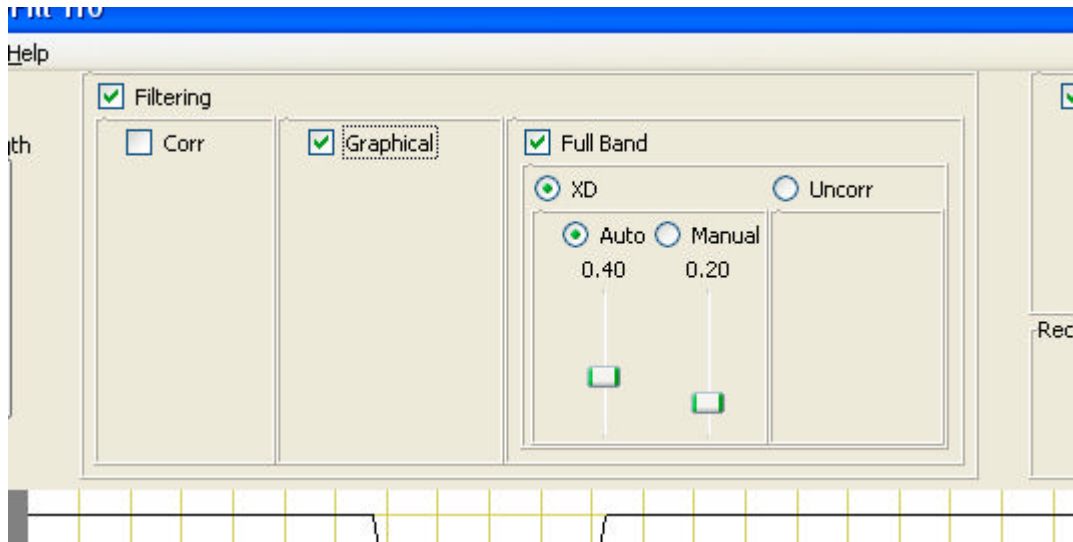 Help
Filtering
Corr
Graphical
Full Band
XD
Uncorr
Auto
Manual
0.40
0.20